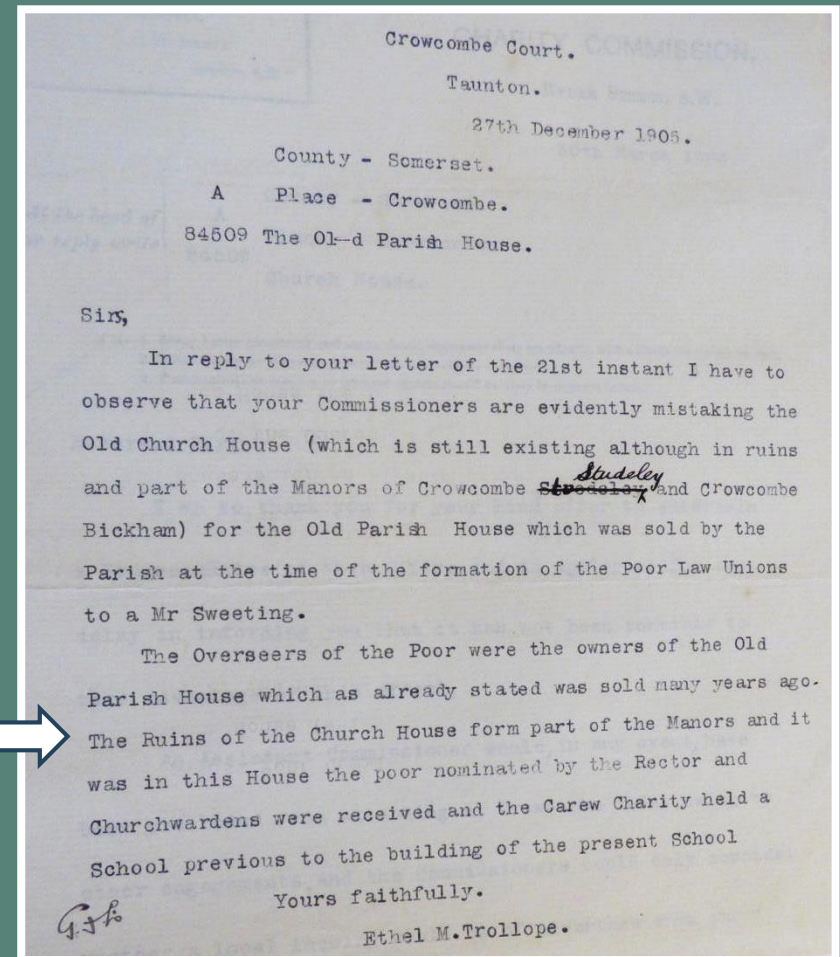 Crowcombe Court.
Taunton.
27th December 1905.
County - Somerset.
A Place - Crowcombe.
84509 The Ol-d Parish House.
Sirs,
In reply to your letter of the 21st instant I have to
observe that your Commissioners are evidently mistaking the
Old Church House (which is still existing although in ruins
Studeley
and part of the Manors of Crowcombe and Crowcombe
Bickham) for the Old Parish House which was sold by the
Parish at the time of the formation of the Poor Law Unions
to a Mr Sweeting.
The Overseers of the Poor were the owners of the Old
Parish House which as already stated was sold many years ago.
The Ruins of the Church House form part of the Manors and it
was in this House the poor nominated by the Rector and
Churchwardens were received and the Carew Charity held a
School previous to the building of the present School
Yours faithfully.
Ethel M.Trollope.